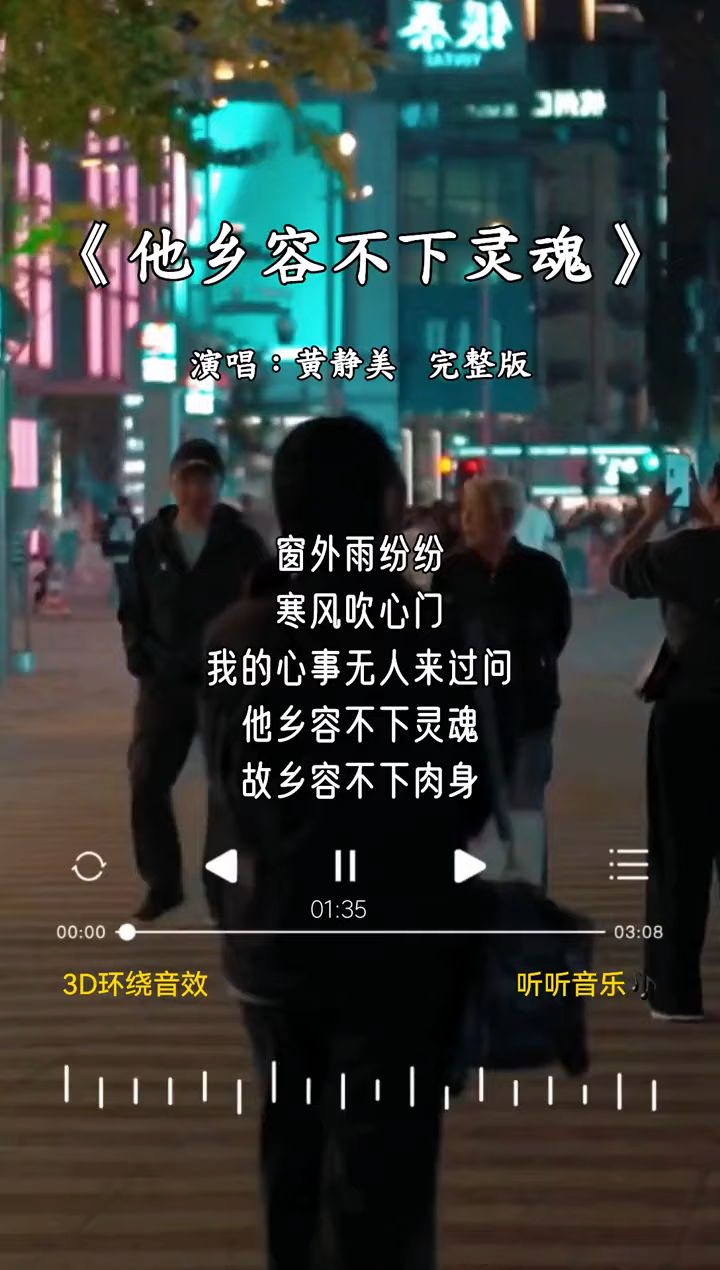 银泰
《他乡容不下灵魂》
演唱：黄静美 完整版
窗外雨纷纷
寒风吹心门
我的心事无人来过问
他乡容不下灵魂
故乡容不下肉身
01:35
00:00 03:08
3D环绕音效 听听音乐🎶